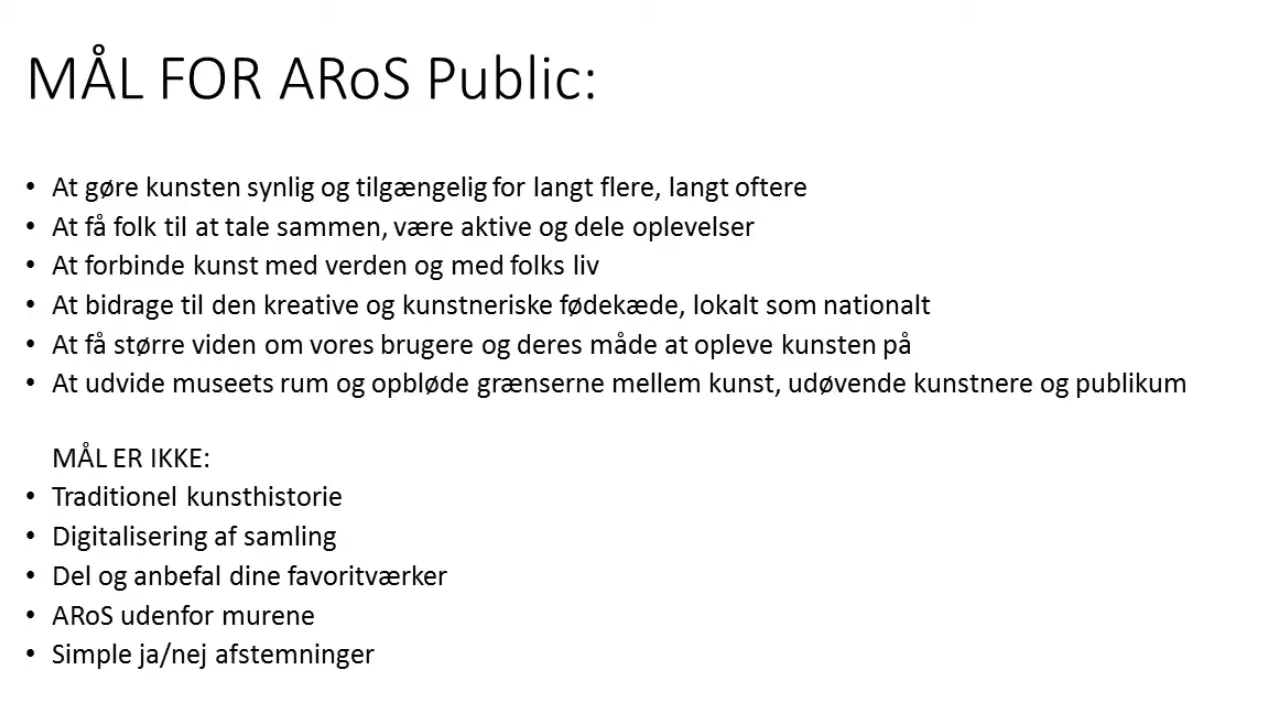 MÅL FOR ARoS Public:
• At gøre kunsten synlig og tilgængelig for langt flere, langt oftere
• At få folk til at tale sammen, være aktive og dele oplevelser
• At forbinde kunst med verden og med folks liv
• At bidrage til den kreative og kunstneriske fødekæde, lokalt som nationalt
• At få større viden om vores brugere og deres måde at opleve kunsten på
• At udvide museets rum og opbløde grænserne mellem kunst, udøvende kunstnere og publikum
MÅL ER IKKE:
• Traditionel kunsthistorie
• Digitalisering af samling
• Del og anbefal dine favoritværker
• ARoS udenfor murene
• Simple ja/nej afstemninger